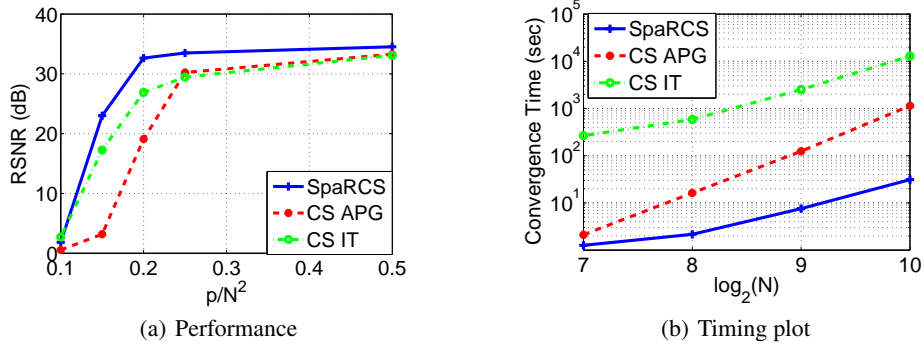 40
30
20
10
0
RSNR (dB)
SpaRCS
CS APG
CS IT
0.1 0.2 0.3 0.4 0.5
p/N²
(a) Performance
10⁵
10⁴
10³
10²
10¹
Convergence Time (sec)
SpaRCS
CS APG
CS IT
7 8 9 10
log₂(N)
(b) Timing plot